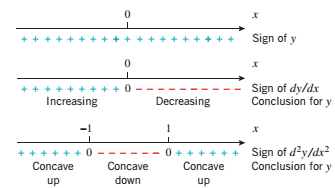 0 x
+ + + + + + + + + + + + + + + + + + + Sign of y
0 x
+ + + + + + + + + 0 – – – – – – – – – – Sign of dy/dx
Increasing Decreasing Conclusion for y
–1 1 x
+ + + + + + 0 – – – – – – – 0 + + + + + + Sign of d²y/dx²
Concave Concave Concave Conclusion for y
up down up